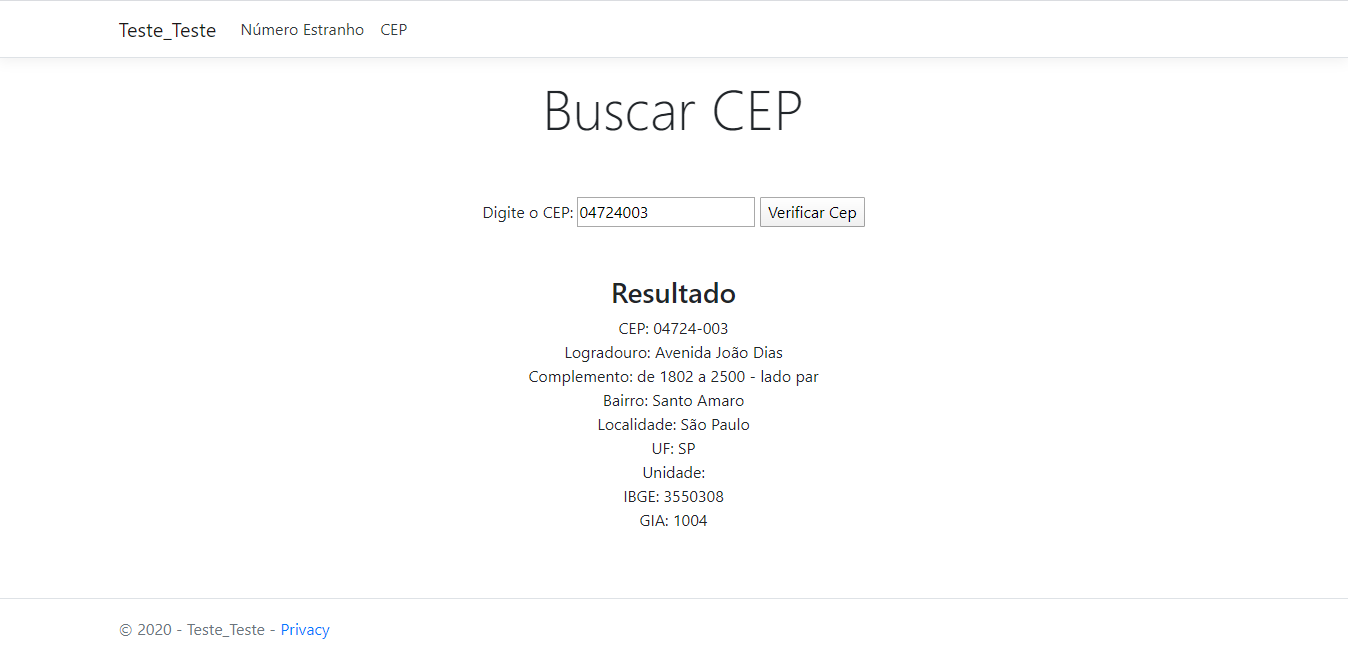 Teste_Teste Número Estranho CEP
Buscar CEP
Digite o CEP: 04724003 Verificar Cep
Resultado
CEP: 04724-003
Logradouro: Avenida João Dias
Complemento: de 1802 a 2500 - lado par
Bairro: Santo Amaro
Localidade: São Paulo
UF: SP
Unidade:
IBGE: 3550308
GIA: 1004
© 2020 - Teste_Teste - Privacy